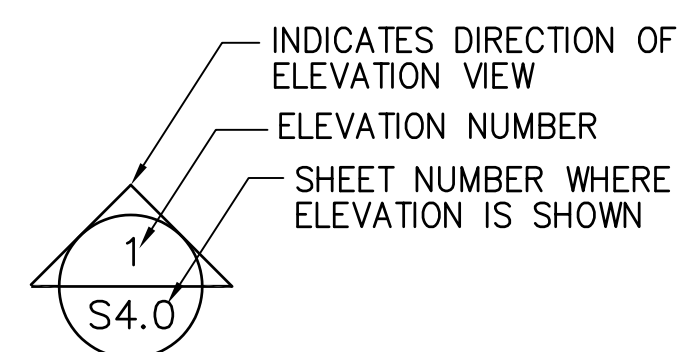 INDICATES DIRECTION OF
ELEVATION VIEW
ELEVATION NUMBER
SHEET NUMBER WHERE
ELEVATION IS SHOWN
1
S4.0